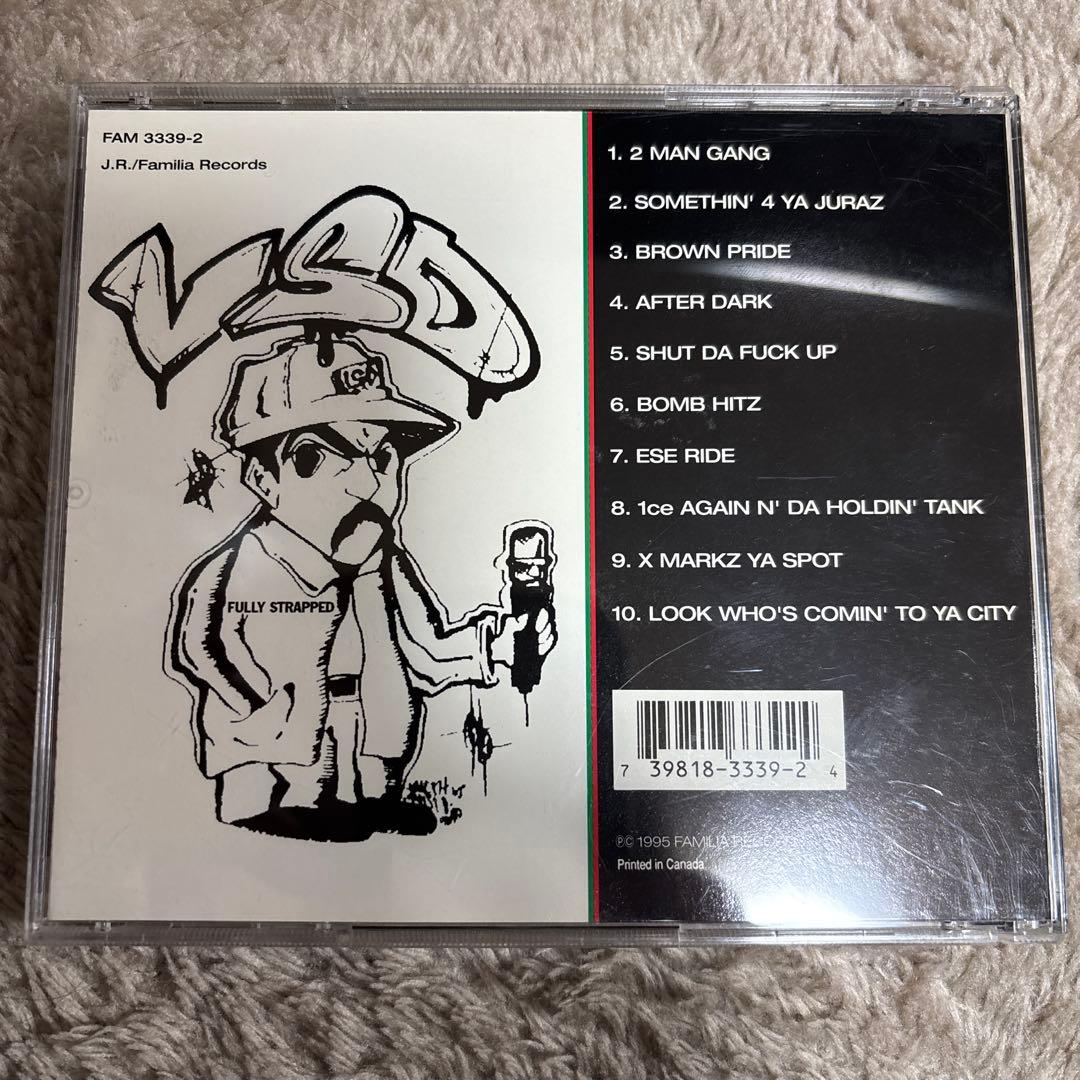 FAM 3339-2
J.R./Familia Records
VSD
FULLY STRAPPED
1. 2 MAN GANG
2. SOMETHIN' 4 YA JURAZ
3. BROWN PRIDE
4. AFTER DARK
5. SHUT DA FUCK UP
6. BOMB HITZ
7. ESE RIDE
8. 1ce AGAIN N' DA HOLDIN' TANK
9. X MARKZ YA SPOT
10. LOOK WHO'S COMIN' TO YA CITY
7 39818-3339-2 4
℗© 1995 FAMILIA
Printed in Canada.